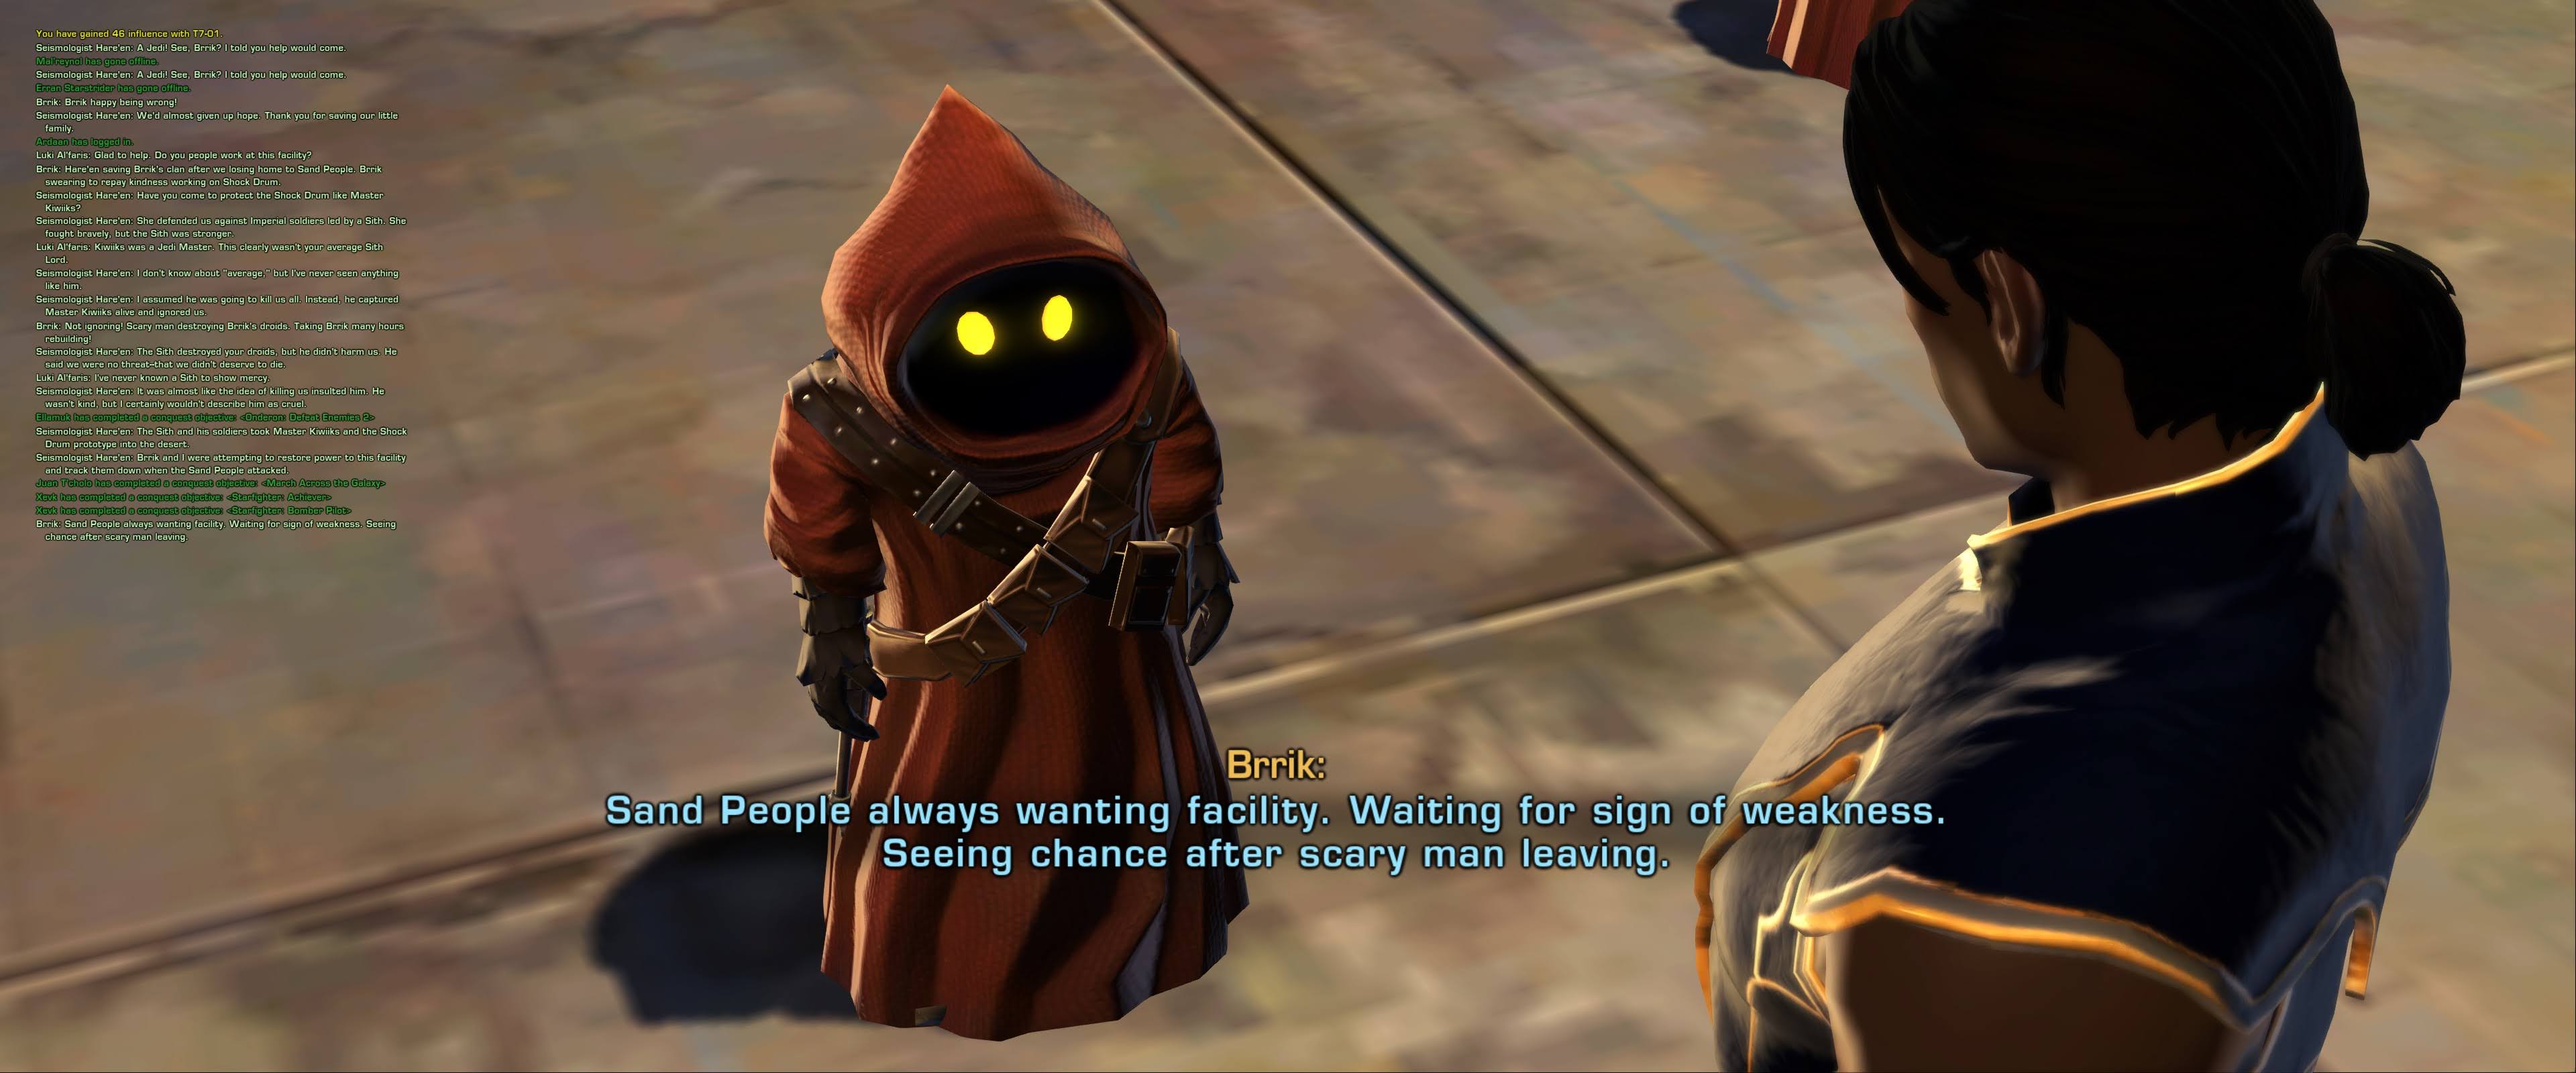 You have gained 46 influence with T7-01.
Seismologist Hare'en: A Jedi! See, Brrik? I told you help would come.
Mal'reynol has gone offline.
Seismologist Hare'en: A Jedi! See, Brrik? I told you help would come.
Erran Starstrider has gone offline.
Brrik: Brrik happy being wrong!
Seismologist Hare'en: We'd almost given up hope. Thank you for saving our little
family.
Ardaan has logged in.
Luki Al'faris: Glad to help. Do you people work at this facility?
Brrik: Hare'en saving Brrik's clan after we losing home to Sand People. Brrik
swearing to repay kindness working on Shock Drum.
Seismologist Hare'en: Have you come to protect the Shock Drum like Master
Kiwiiks?
Seismologist Hare'en: She defended us against Imperial soldiers led by a Sith. She
fought bravely, but the Sith was stronger.
Luki Al'faris: Kiwiiks was a Jedi Master. This clearly wasn't your average Sith
Lord.
Seismologist Hare'en: I don't know about "average," but I've never seen anything
like him.
Seismologist Hare'en: I assumed he was going to kill us all. Instead, he captured
Master Kiwiiks alive and ignored us.
Brrik: Not ignoring! Scary man destroying Brrik's droids. Taking Brrik many hours
rebuilding!
Seismologist Hare'en: The Sith destroyed your droids, but he didn't harm us. He
said we were no threat–that we didn't deserve to die.
Luki Al'faris: I've never known a Sith to show mercy.
Seismologist Hare'en: It was almost like the idea of killing us insulted him. He
wasn't kind, but I certainly wouldn't describe him as cruel.
Ellamuk has completed a conquest objective: <Onderon: Defeat Enemies 2>
Seismologist Hare'en: The Sith and his soldiers took Master Kiwiiks and the Shock
Drum prototype into the desert.
Seismologist Hare'en: Brrik and I were attempting to restore power to this facility
and track them down when the Sand People attacked.
Juan T'cholo has completed a conquest objective: <March Across the Galaxy>
Xevk has completed a conquest objective: <Starfighter: Achiever>
Xevk has completed a conquest objective: <Starfighter: Bomber Pilot>
Brrik: Sand People always wanting facility. Waiting for sign of weakness. Seeing
chance after scary man leaving.
Brrik:
Sand People always wanting facility. Waiting for sign of weakness.
Seeing chance after scary man leaving.